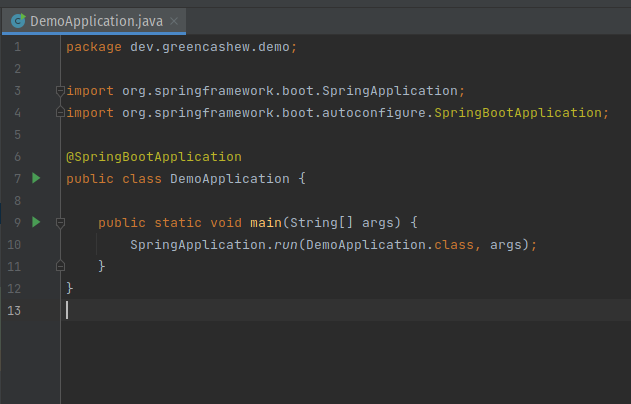 DemoApplication.java
1 package dev.greencashew.demo;
2
3 import org.springframework.boot.SpringApplication;
4 import org.springframework.boot.autoconfigure.SpringBootApplication;
5
6 @SpringBootApplication
7 public class DemoApplication {
8
9     public static void main(String[] args) {
10         SpringApplication.run(DemoApplication.class, args);
11     }
12 }
13